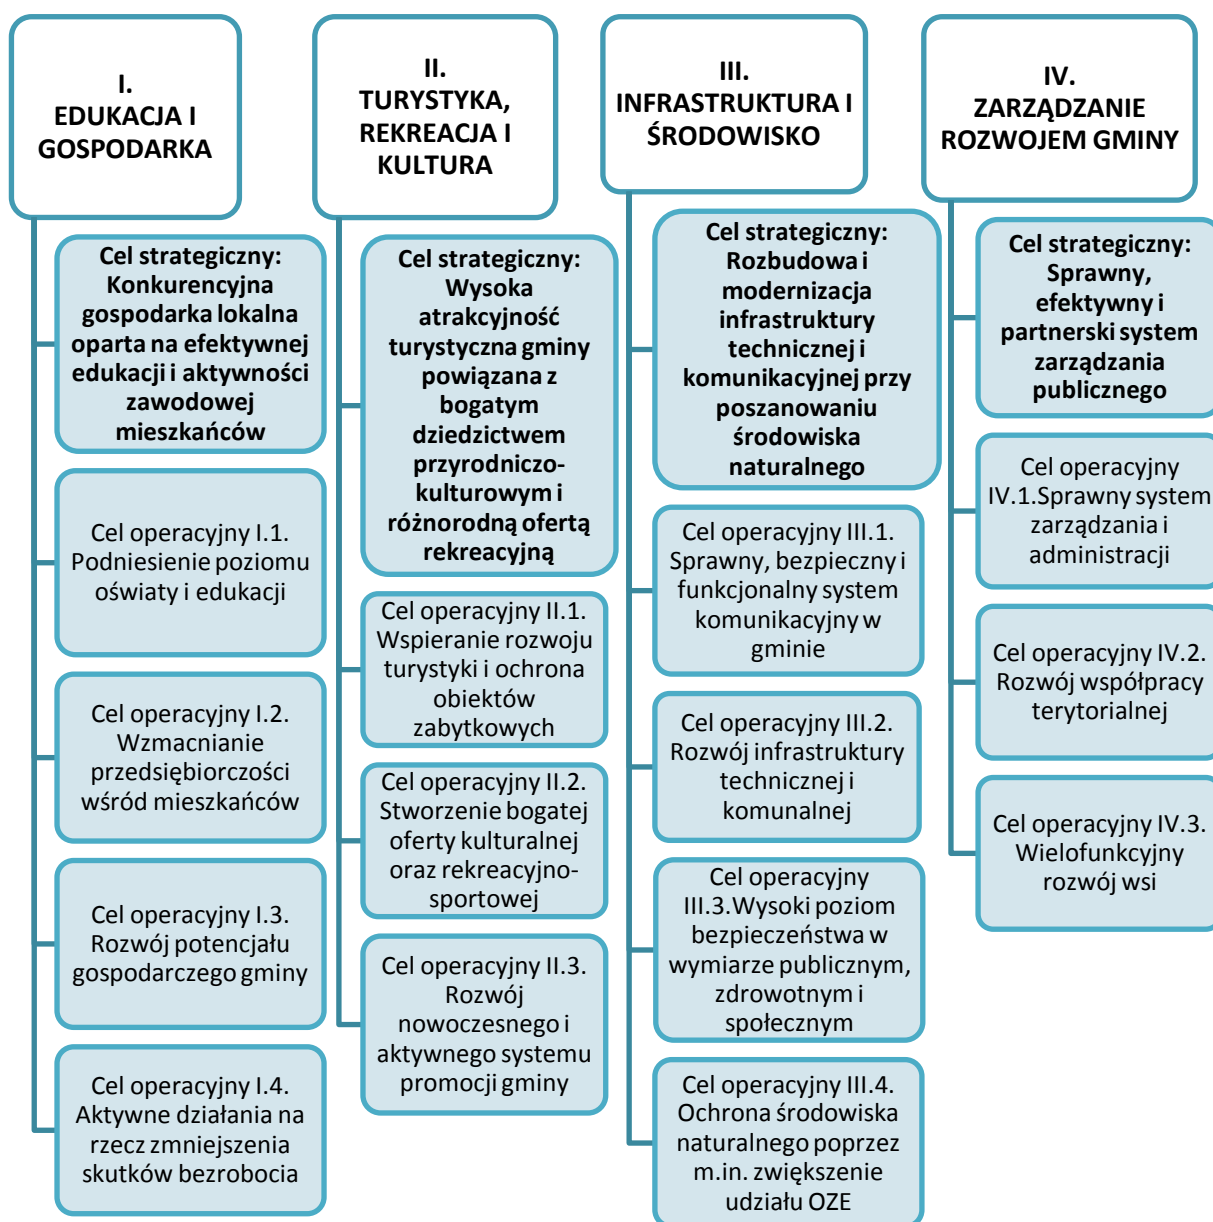 I.
EDUKACJA I
GOSPODARKA
Cel strategiczny:
Konkurencyjna
gospodarka lokalna
oparta na efektywnej
edukacji i aktywności
zawodowej
mieszkańców
Cel operacyjny I.1.
Podniesienie poziomu
oświaty i edukacji
Cel operacyjny I.2.
Wzmacnianie
przedsiębiorczości
wśród mieszkańców
Cel operacyjny I.3.
Rozwój potencjału
gospodarczego gminy
Cel operacyjny I.4.
Aktywne działania na
rzecz zmniejszenia
skutków bezrobocia
II.
TURYSTYKA,
REKREACJA I
KULTURA
Cel strategiczny:
Wysoka
atrakcyjność
turystyczna gminy
powiązana z
bogatym
dziedzictwem
przyrodniczo-
kulturowym i
różnorodną ofertą
rekreacyjną
Cel operacyjny II.1.
Wspieranie rozwoju
turystyki i ochrona
obiektów
zabytkowych
Cel operacyjny II.2.
Stworzenie bogatej
oferty kulturalnej
oraz rekreacyjno-
sportowej
Cel operacyjny II.3.
Rozwój
nowoczesnego i
aktywnego systemu
promocji gminy
III.
INFRASTRUKTURA I
ŚRODOWISKO
Cel strategiczny:
Rozbudowa i
modernizacja
infrastruktury
technicznej i
komunikacyjnej przy
poszanowaniu
środowiska
naturalnego
Cel operacyjny III.1.
Sprawny, bezpieczny i
funkcjonalny system
komunikacyjny w
gminie
Cel operacyjny III.2.
Rozwój infrastruktury
technicznej i
komunalnej
Cel operacyjny
III.3.Wysoki poziom
bezpieczeństwa w
wymiarze publicznym,
zdrowotnym i
społecznym
Cel operacyjny III.4.
Ochrona środowiska
naturalnego poprzez
m.in. zwiększenie
udziału OZE
IV.
ZARZĄDZANIE
ROZWOJEM GMINY
Cel strategiczny:
Sprawny,
efektywny i
partnerski system
zarządzania
publicznego
Cel operacyjny
IV.1.Sprawny system
zarządzania i
administracji
Cel operacyjny IV.2.
Rozwój współpracy
terytorialnej
Cel operacyjny IV.3.
Wielofunkcyjny
rozwój wsi